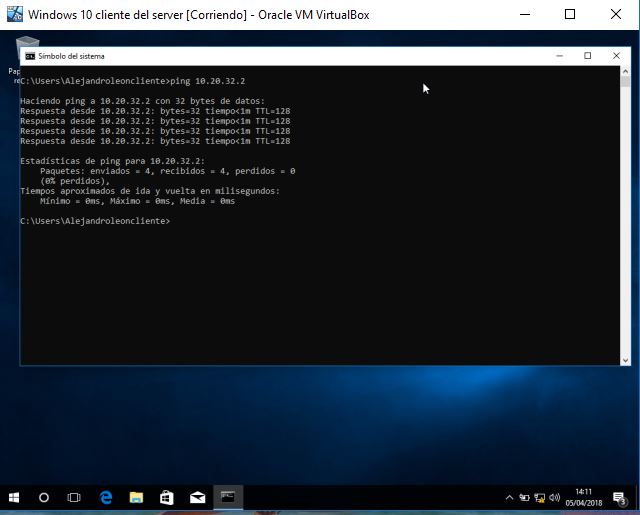 Windows 10 cliente del server [Corriendo] - Oracle VM VirtualBox
Símbolo del sistema
C:\Users\Alejandroleoncliente>ping 10.20.32.2
Haciendo ping a 10.20.32.2 con 32 bytes de datos:
Respuesta desde 10.20.32.2: bytes=32 tiempo<1m TTL=128
Respuesta desde 10.20.32.2: bytes=32 tiempo<1m TTL=128
Respuesta desde 10.20.32.2: bytes=32 tiempo<1m TTL=128
Respuesta desde 10.20.32.2: bytes=32 tiempo<1m TTL=128
Estadísticas de ping para 10.20.32.2:
Paquetes: enviados = 4, recibidos = 4, perdidos = 0
(0% perdidos),
Tiempos aproximados de ida y vuelta en milisegundos:
Mínimo = 0ms, Máximo = 0ms, Media = 0ms
C:\Users\Alejandroleoncliente>
14:11
05/04/2018